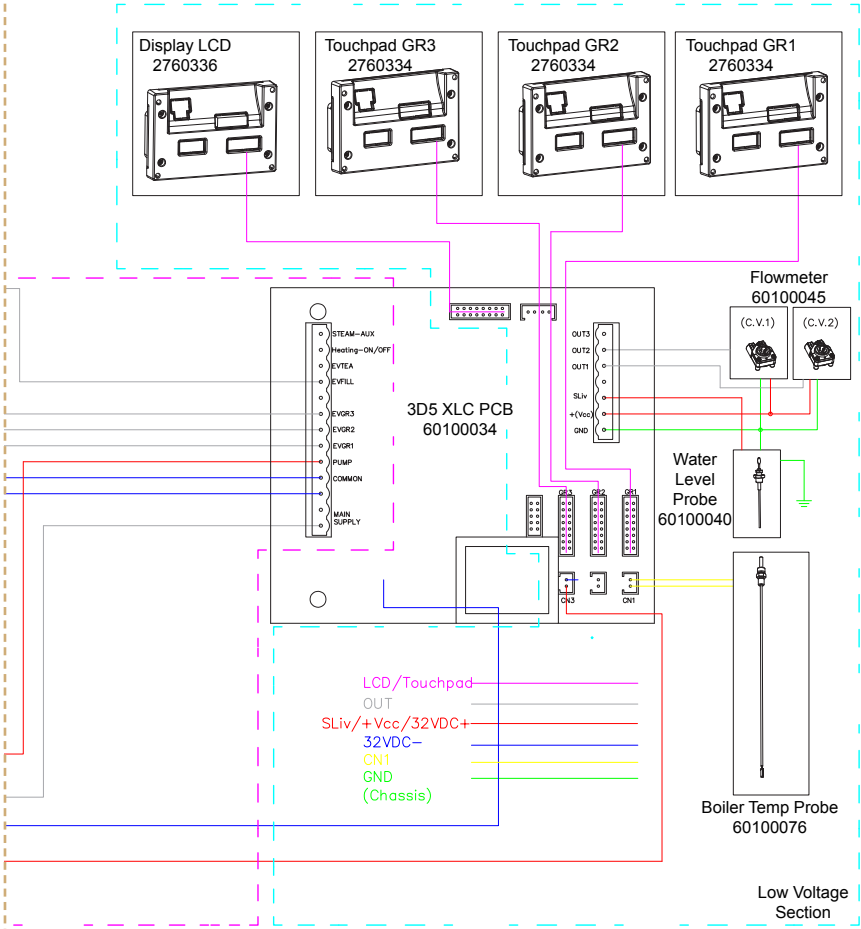 Display LCD
2760336
Touchpad GR3
2760334
Touchpad GR2
2760334
Touchpad GR1
2760334
Flowmeter
60100045
(C.V.1)
(C.V.2)
STEAM-AUX
Heating-ON/OFF
EVTEA
EVFILL
EVGR3
EVGR2
EVGR1
PUMP
COMMON
MAIN
SUPPLY
3D5 XLC PCB
60100034
OUT3
OUT2
OUT1
SLiv
+(Vcc)
GND
Water
Level
Probe
60100040
GR3
GR2
GR1
CN3
CN1
LCD/Touchpad
OUT
SLiv/+Vcc/32VDC+
32VDC-
CN1
GND
(Chassis)
Boiler Temp Probe
60100076
Low Voltage
Section